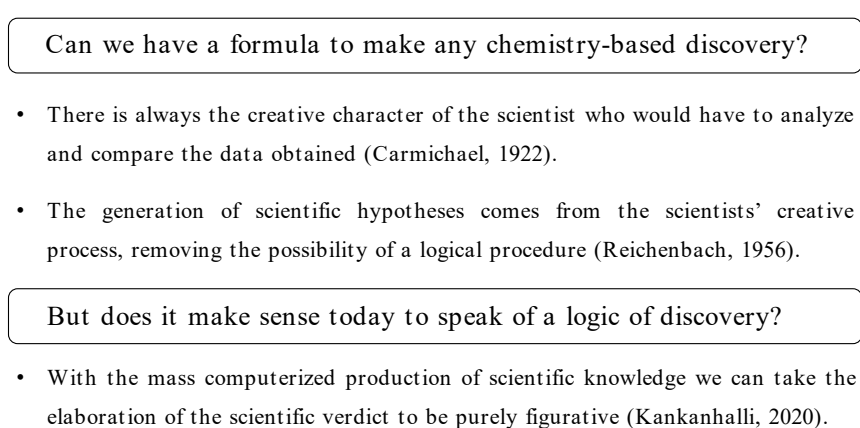 Can we have a formula to make any chemistry-based discovery?
• There is always the creative character of the scientist who would have to analyze
and compare the data obtained (Carmichael, 1922).
• The generation of scientific hypotheses comes from the scientists’ creative
process, removing the possibility of a logical procedure (Reichenbach, 1956).
But does it make sense today to speak of a logic of discovery?
• With the mass computerized production of scientific knowledge we can take the
elaboration of the scientific verdict to be purely figurative (Kankanhalli, 2020).